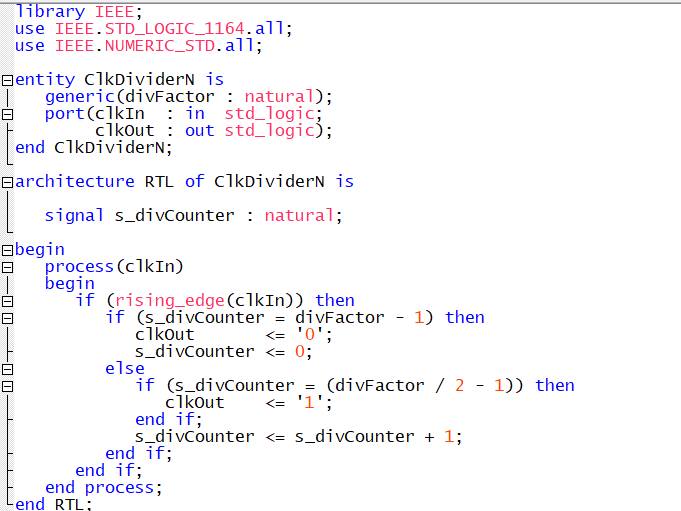 library IEEE;
use IEEE.STD_LOGIC_1164.all;
use IEEE.NUMERIC_STD.all;

entity ClkDividerN is
   generic(divFactor : natural);
   port(clkIn  : in  std_logic;
        clkOut : out std_logic);
end ClkDividerN;

architecture RTL of ClkDividerN is

   signal s_divCounter : natural;

begin
   process(clkIn)
   begin
      if (rising_edge(clkIn)) then
         if (s_divCounter = divFactor - 1) then
            clkOut       <= '0';
            s_divCounter <= 0;
         else
            if (s_divCounter = (divFactor / 2 - 1)) then
               clkOut    <= '1';
            end if;
            s_divCounter <= s_divCounter + 1;
         end if;
      end if;
   end process;
end RTL;